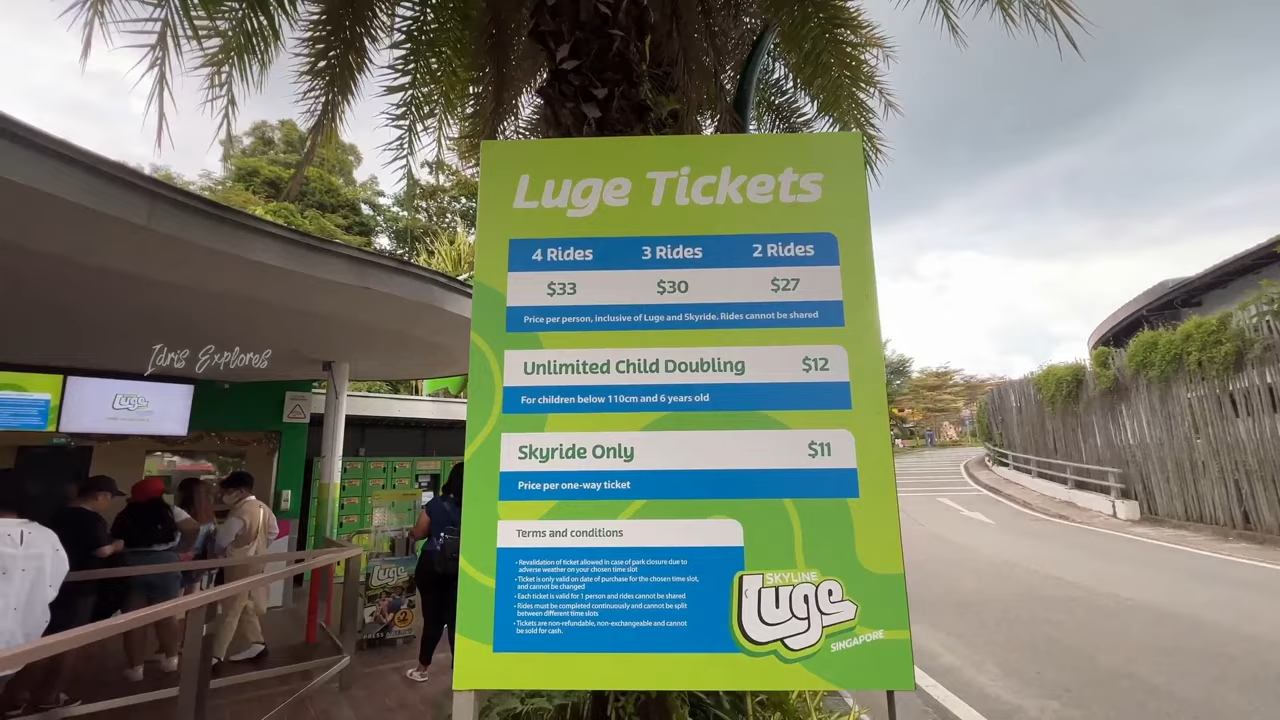 Luge Tickets
4 Rides 3 Rides 2 Rides
$33 $30 $27
Price per person, inclusive of Luge and Skyride. Rides cannot be shared
Unlimited Child Doubling $12
For children below 110cm and 6 years old
Skyride Only $11
Price per one-way ticket
Terms and conditions
• Revalidation of ticket allowed in case of park closure due to
adverse weather on your chosen time slot
• Ticket is only valid on date of purchase for the chosen time slot,
and cannot be changed
• Each ticket is valid for 1 person and rides cannot be shared
• Rides must be completed continuously and cannot be split
between different time slots
• Tickets are non-refundable, non-exchangeable and cannot
be sold for cash.
SKYLINE
Luge
SINGAPORE
Idris Explores
Luge
Luge